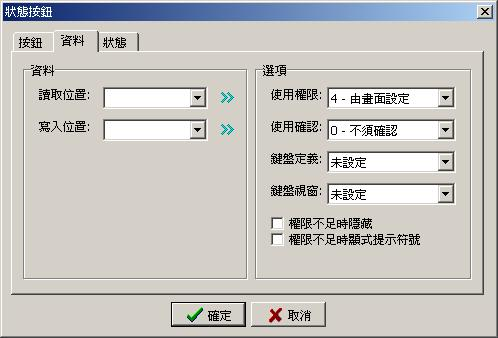 狀態按鈕
按鈕 資料 狀態
資料
讀取位置:
寫入位置:
選項
使用權限: 4 - 由畫面設定
使用確認: 0 - 不須確認
鍵盤定義: 未設定
鍵盤視窗: 未設定
權限不足時隱藏
權限不足時顯式提示符號
確定 取消